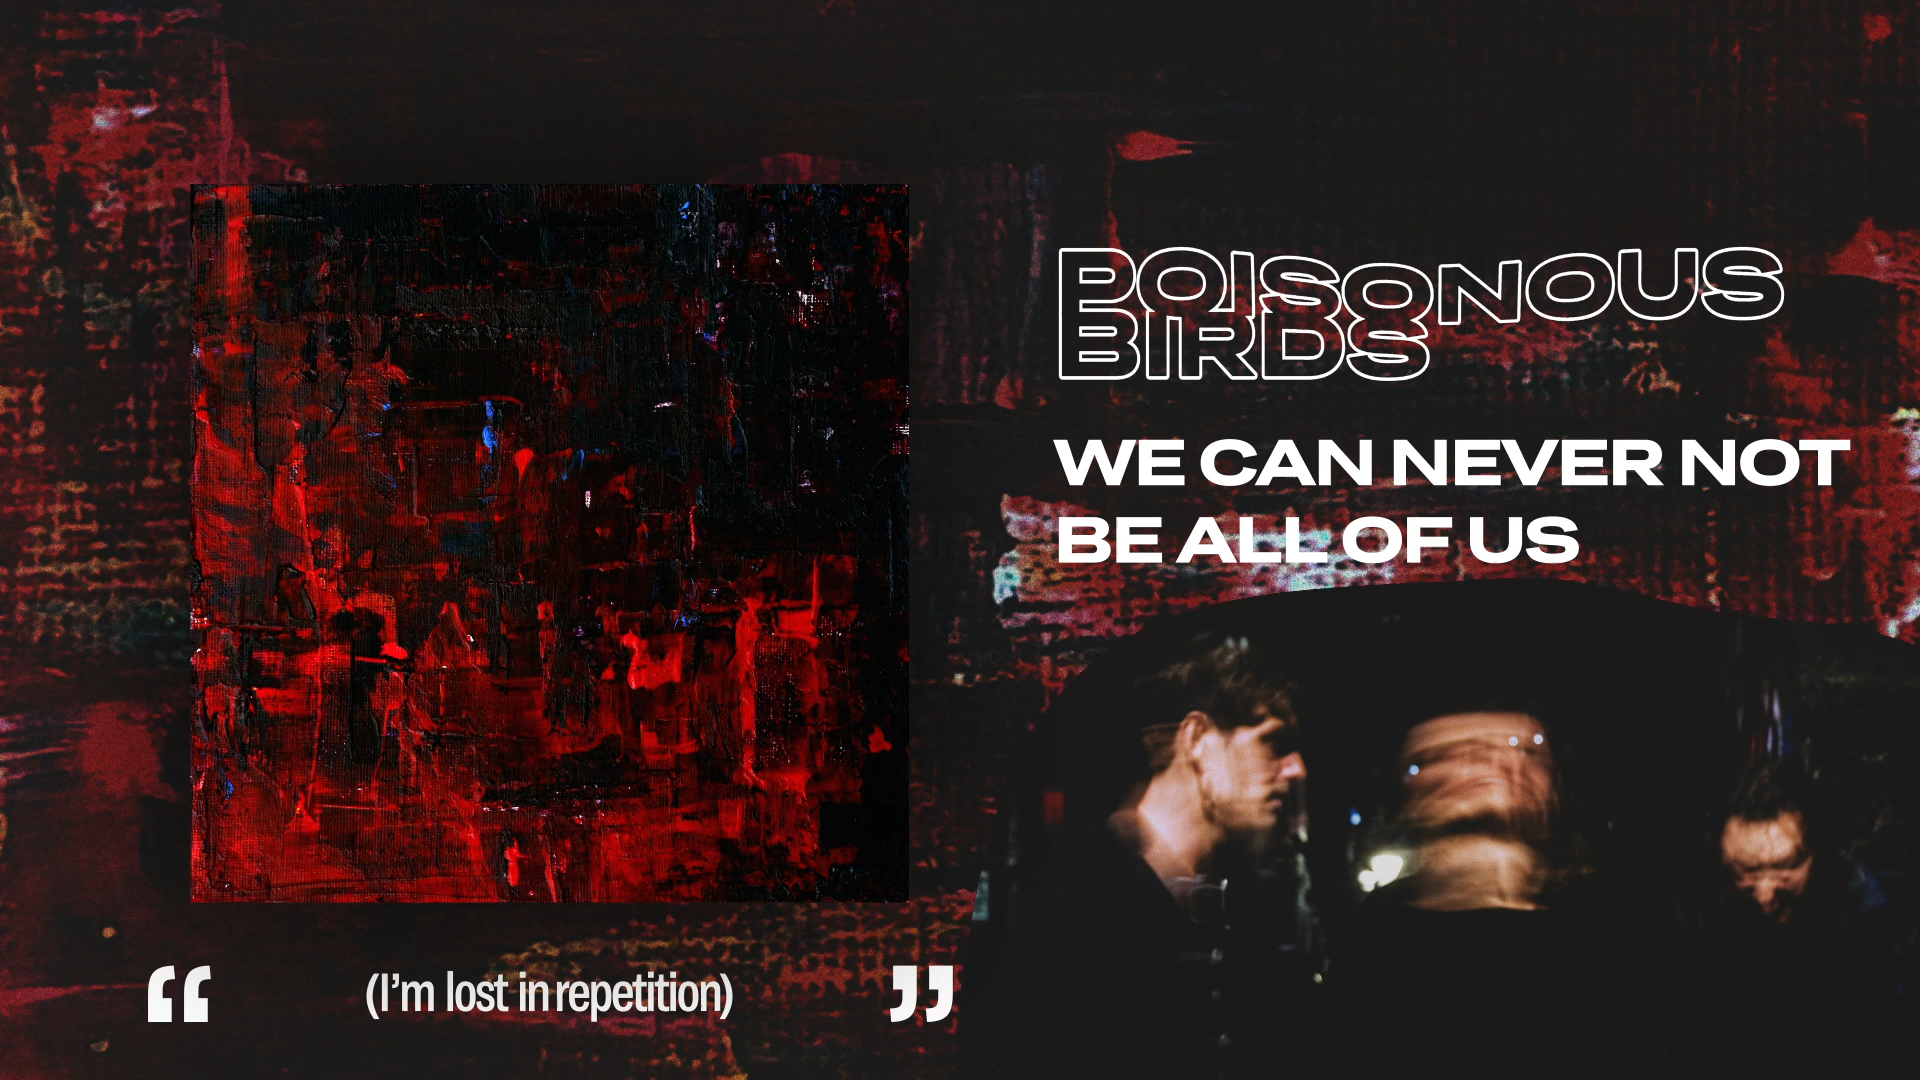 POISONOUS
BIRDS
WE CAN NEVER NOT
BE ALL OF US
“ (I’m lost in repetition) ”